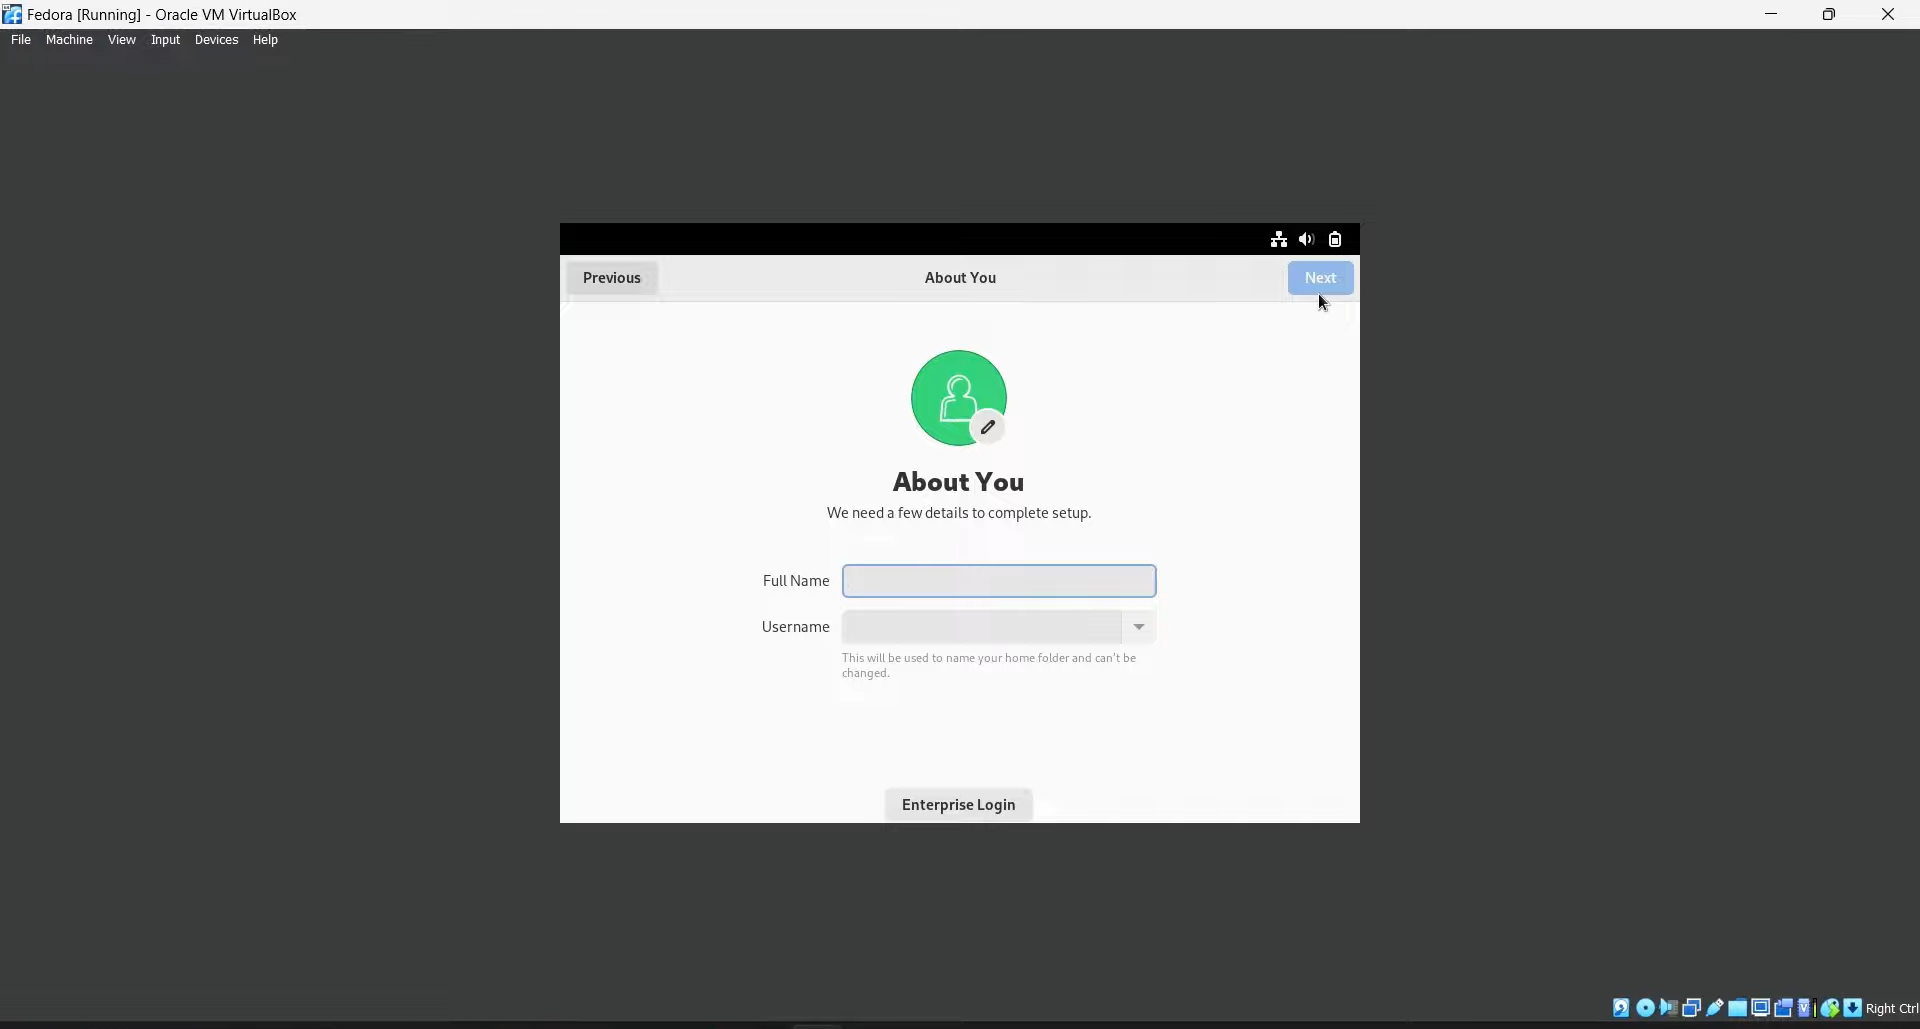 Fedora [Running] - Oracle VM VirtualBox
File Machine View Input Devices Help
Previous About You Next
About You
We need a few details to complete setup.
Full Name
Username
This will be used to name your home folder and can't be
changed.
Enterprise Login
Right Ctrl